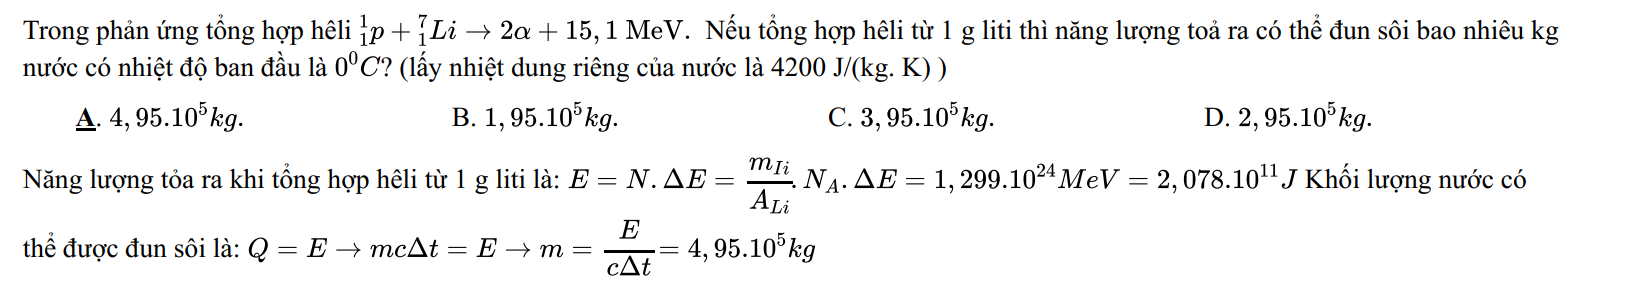 Trong phản ứng tổng hợp hêli $^1_1p + ^7_1Li \rightarrow 2\alpha + 15,1$ MeV. Nếu tổng hợp hêli từ 1 g liti thì năng lượng toả ra có thể đun sôi bao nhiêu kg
nước có nhiệt độ ban đầu là $0^0C$? (lấy nhiệt dung riêng của nước là 4200 J/(kg. K) )
A. $4,95.10^5kg.$ B. $1,95.10^5kg.$ C. $3,95.10^5kg.$ D. $2,95.10^5kg.$
Năng lượng tỏa ra khi tổng hợp hêli từ 1 g liti là: $E = N.\Delta E = \frac{m_{Ii}}{A_{Li}}.N_A.\Delta E = 1,299.10^{24}MeV = 2,078.10^{11}J$ Khối lượng nước có
thể được đun sôi là: $Q = E \rightarrow mc\Delta t = E \rightarrow m = \frac{E}{c\Delta t} = 4,95.10^5kg$